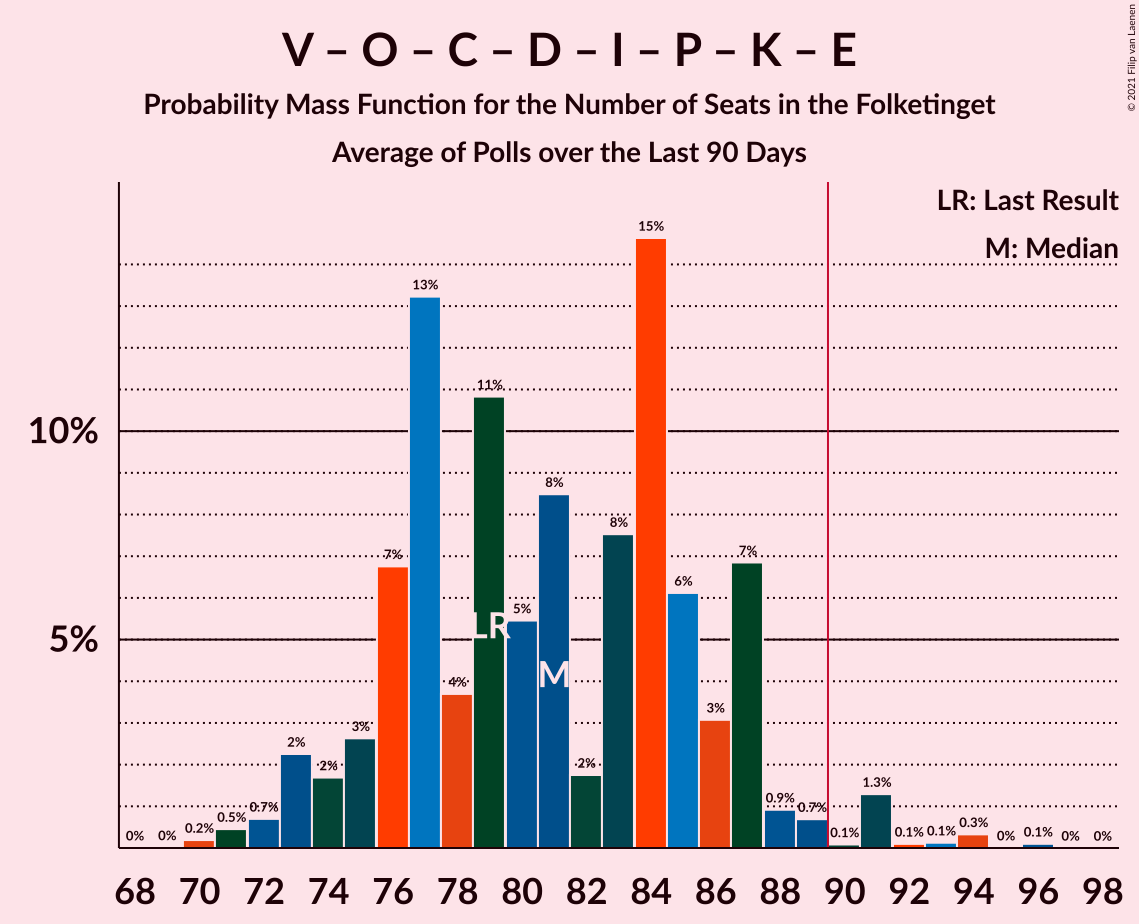 V – O – C – D – I – P – K – E
Probability Mass Function for the Number of Seats in the Folketinget
Average of Polls over the Last 90 Days
© 2021 Filip van Laenen
LR: Last Result
M: Median
15%
13%
11%
10%
8%
8%
7%
7%
6%
5%
LR
5%
M
4%
3%
3%
2%
2%
2%
1.3%
0.9%
0.7%
0.7%
0.5%
0.2%
0.3%
0% 0% 0.1% 0.1% 0.1% 0% 0.1% 0% 0%
68 70 72 74 76 78 80 82 84 86 88 90 92 94 96 98